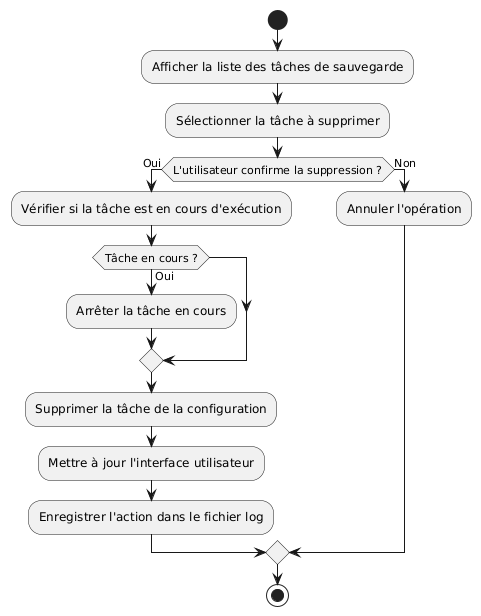 Afficher la liste des tâches de sauvegarde
Sélectionner la tâche à supprimer
L'utilisateur confirme la suppression ?
Oui
Non
Vérifier si la tâche est en cours d'exécution
Annuler l'opération
Tâche en cours ?
Oui
Arrêter la tâche en cours
Supprimer la tâche de la configuration
Mettre à jour l'interface utilisateur
Enregistrer l'action dans le fichier log